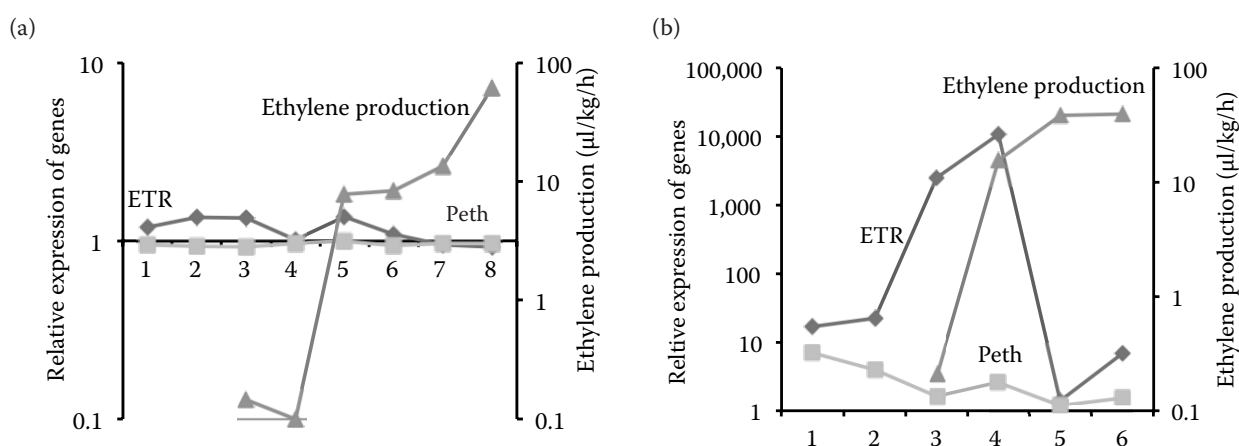 (a)
Relative expression of genes
10
1
0.1
Ethylene production
ETR
Peth
1 2 3 4 5 6 7 8
100
10
1
0.1
Ethylene production (µl/kg/h)
(b)
Reltive expression of genes
100,000
10,000
1,000
100
10
1
Ethylene production
ETR
Peth
1 2 3 4 5 6
100
10
1
0.1
Ethylene production (µl/kg/h)